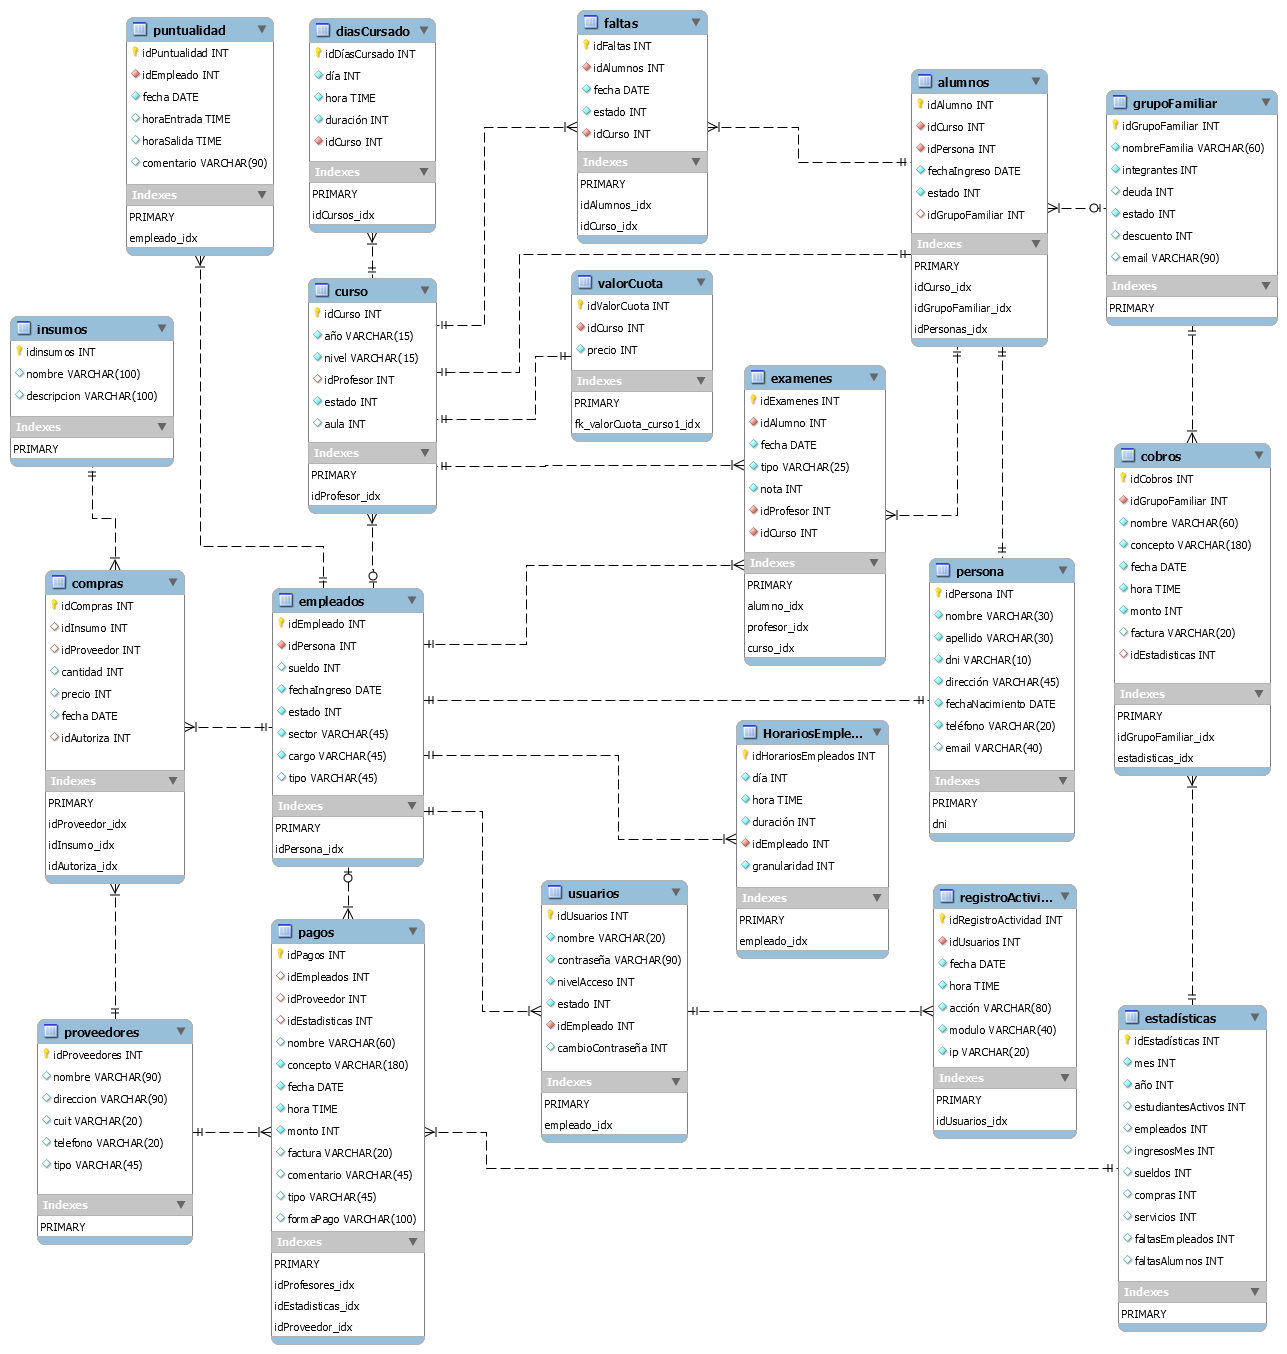 puntualidad
idPuntualidad INT
idEmpleado INT
fecha DATE
horaEntrada TIME
horaSalida TIME
comentario VARCHAR(90)
Indexes
PRIMARY
empleado_idx
diasCursado
idDíasCursado INT
día INT
hora TIME
duración INT
idCurso INT
Indexes
PRIMARY
idCursos_idx
faltas
idFaltas INT
idAlumnos INT
fecha DATE
estado INT
idCurso INT
Indexes
PRIMARY
idAlumnos_idx
idCurso_idx
alumnos
idAlumno INT
idCurso INT
idPersona INT
fechaIngreso DATE
estado INT
idGrupoFamiliar INT
Indexes
PRIMARY
idCurso_idx
idGrupoFamiliar_idx
idPersonas_idx
grupoFamiliar
idGrupoFamiliar INT
nombreFamilia VARCHAR(60)
integrantes INT
deuda INT
estado INT
descuento INT
email VARCHAR(90)
Indexes
PRIMARY
insumos
idinsumos INT
nombre VARCHAR(100)
descripcion VARCHAR(100)
Indexes
PRIMARY
curso
idCurso INT
año VARCHAR(15)
nivel VARCHAR(15)
idProfesor INT
estado INT
aula INT
Indexes
PRIMARY
idProfesor_idx
valorCuota
idValorCuota INT
idCurso INT
precio INT
Indexes
PRIMARY
fk_valorCuota_curso1_idx
examenes
idExamenes INT
idAlumno INT
fecha DATE
tipo VARCHAR(25)
nota INT
idProfesor INT
idCurso INT
Indexes
PRIMARY
alumno_idx
profesor_idx
curso_idx
cobros
idCobros INT
idGrupoFamiliar INT
nombre VARCHAR(60)
concepto VARCHAR(180)
fecha DATE
hora TIME
monto INT
factura VARCHAR(20)
idEstadisticas INT
Indexes
PRIMARY
idGrupoFamiliar_idx
estadisticas_idx
compras
idCompras INT
idInsumo INT
idProveedor INT
cantidad INT
precio INT
fecha DATE
idAutoriza INT
Indexes
PRIMARY
idProveedor_idx
idInsumo_idx
idAutoriza_idx
empleados
idEmpleado INT
idPersona INT
sueldo INT
fechaIngreso DATE
estado INT
sector VARCHAR(45)
cargo VARCHAR(45)
tipo VARCHAR(45)
Indexes
PRIMARY
idPersona_idx
persona
idPersona INT
nombre VARCHAR(30)
apellido VARCHAR(30)
dni VARCHAR(10)
dirección VARCHAR(45)
fechaNacimiento DATE
teléfono VARCHAR(20)
email VARCHAR(40)
Indexes
PRIMARY
dni
HorariosEmple...
idHorariosEmpleados INT
día INT
hora TIME
duración INT
idEmpleado INT
granularidad INT
Indexes
PRIMARY
empleado_idx
usuarios
idUsuarios INT
nombre VARCHAR(20)
contraseña VARCHAR(90)
nivelAcceso INT
estado INT
idEmpleado INT
cambioContraseña INT
Indexes
PRIMARY
empleado_idx
registroActivi...
idRegistroActividad INT
idUsuarios INT
fecha DATE
hora TIME
acción VARCHAR(80)
modulo VARCHAR(40)
ip VARCHAR(20)
Indexes
PRIMARY
idUsuarios_idx
pagos
idPagos INT
idEmpleados INT
idProveedor INT
idEstadisticas INT
nombre VARCHAR(60)
concepto VARCHAR(180)
fecha DATE
hora TIME
monto INT
factura VARCHAR(20)
comentario VARCHAR(45)
tipo VARCHAR(45)
formaPago VARCHAR(100)
Indexes
PRIMARY
idProfesores_idx
idEstadisticas_idx
idProveedor_idx
proveedores
idProveedores INT
nombre VARCHAR(90)
direccion VARCHAR(90)
cuit VARCHAR(20)
telefono VARCHAR(20)
tipo VARCHAR(45)
Indexes
PRIMARY
estadísticas
idEstadísticas INT
mes INT
año INT
estudiantesActivos INT
empleados INT
ingresosMes INT
sueldos INT
compras INT
servicios INT
faltasEmpleados INT
faltasAlumnos INT
Indexes
PRIMARY